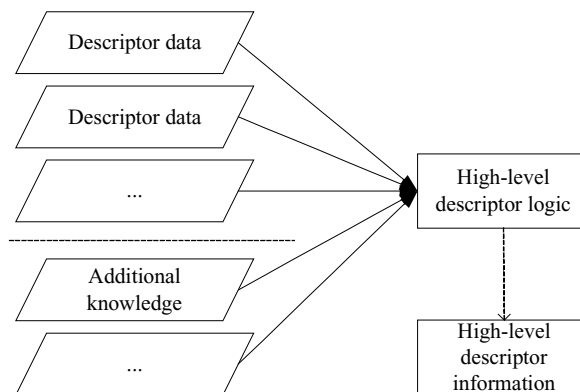 Descriptor data
Descriptor data
...
Additional
knowledge
...
High-level
descriptor logic
High-level
descriptor
information